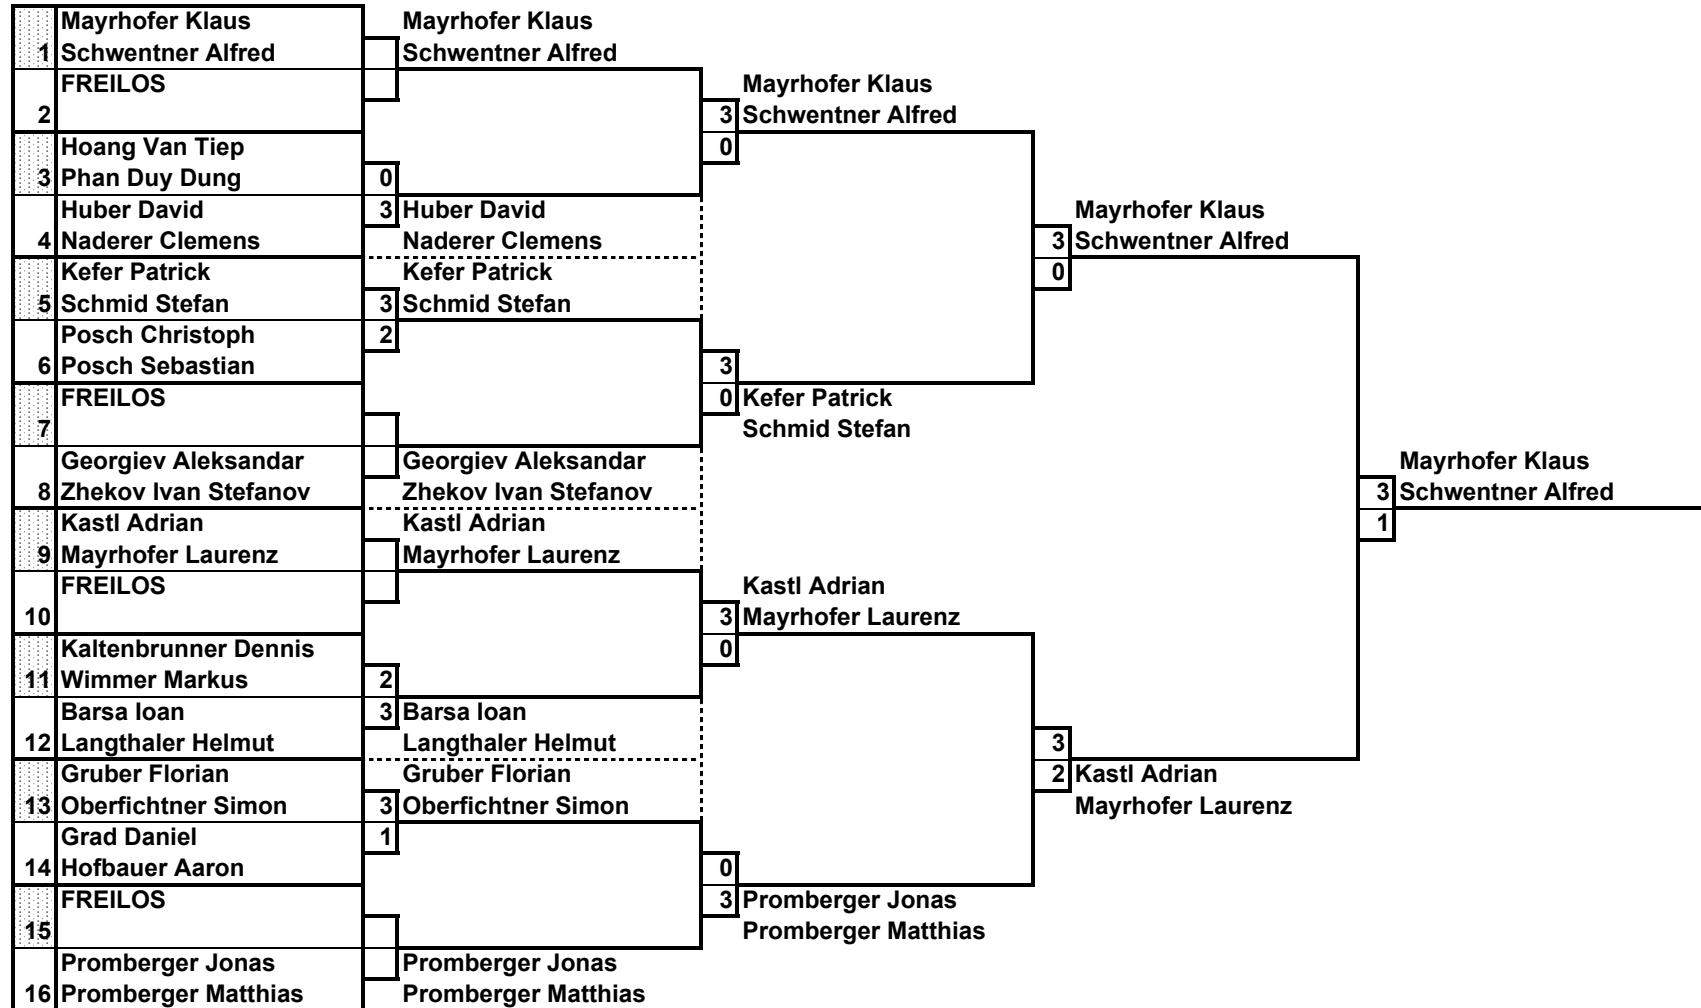 Mayrhofer Klaus Mayrhofer Klaus
1 Schwentner Alfred Schwentner Alfred
FREILOS Mayrhofer Klaus
2 3 Schwentner Alfred
Hoang Van Tiep 0
3 Phan Duy Dung 0
Huber David 3 Huber David Mayrhofer Klaus
4 Naderer Clemens Naderer Clemens 3 Schwentner Alfred
Kefer Patrick Kefer Patrick 0
5 Schmid Stefan 3 Schmid Stefan
Posch Christoph 2
6 Posch Sebastian 3
FREILOS 0 Kefer Patrick
7 Schmid Stefan
Georgiev Aleksandar Georgiev Aleksandar Mayrhofer Klaus
8 Zhekov Ivan Stefanov Zhekov Ivan Stefanov 3 Schwentner Alfred
Kastl Adrian Kastl Adrian 1
9 Mayrhofer Laurenz Mayrhofer Laurenz
FREILOS Kastl Adrian
10 3 Mayrhofer Laurenz
Kaltenbrunner Dennis 0
11 Wimmer Markus 2
Barsa Ioan 3 Barsa Ioan
12 Langthaler Helmut Langthaler Helmut 3
Gruber Florian Gruber Florian 2 Kastl Adrian
13 Oberfichtner Simon 3 Oberfichtner Simon Mayrhofer Laurenz
Grad Daniel 1
14 Hofbauer Aaron 0
FREILOS 3 Promberger Jonas
15 Promberger Matthias
Promberger Jonas Promberger Jonas
16 Promberger Matthias Promberger Matthias